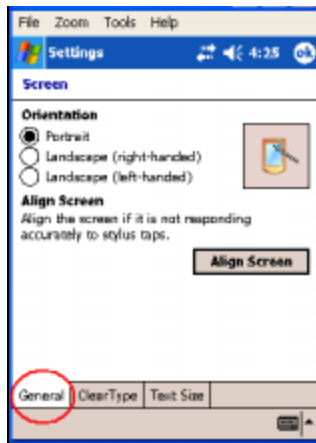 File Zoom Tools Help
Settings 4:25 ok
Screen
Orientation
Portrait
Landscape (right-handed)
Landscape (left-handed)
Align Screen
Align the screen if it is not responding
accurately to stylus taps.
Align Screen
General ClearType Text Size